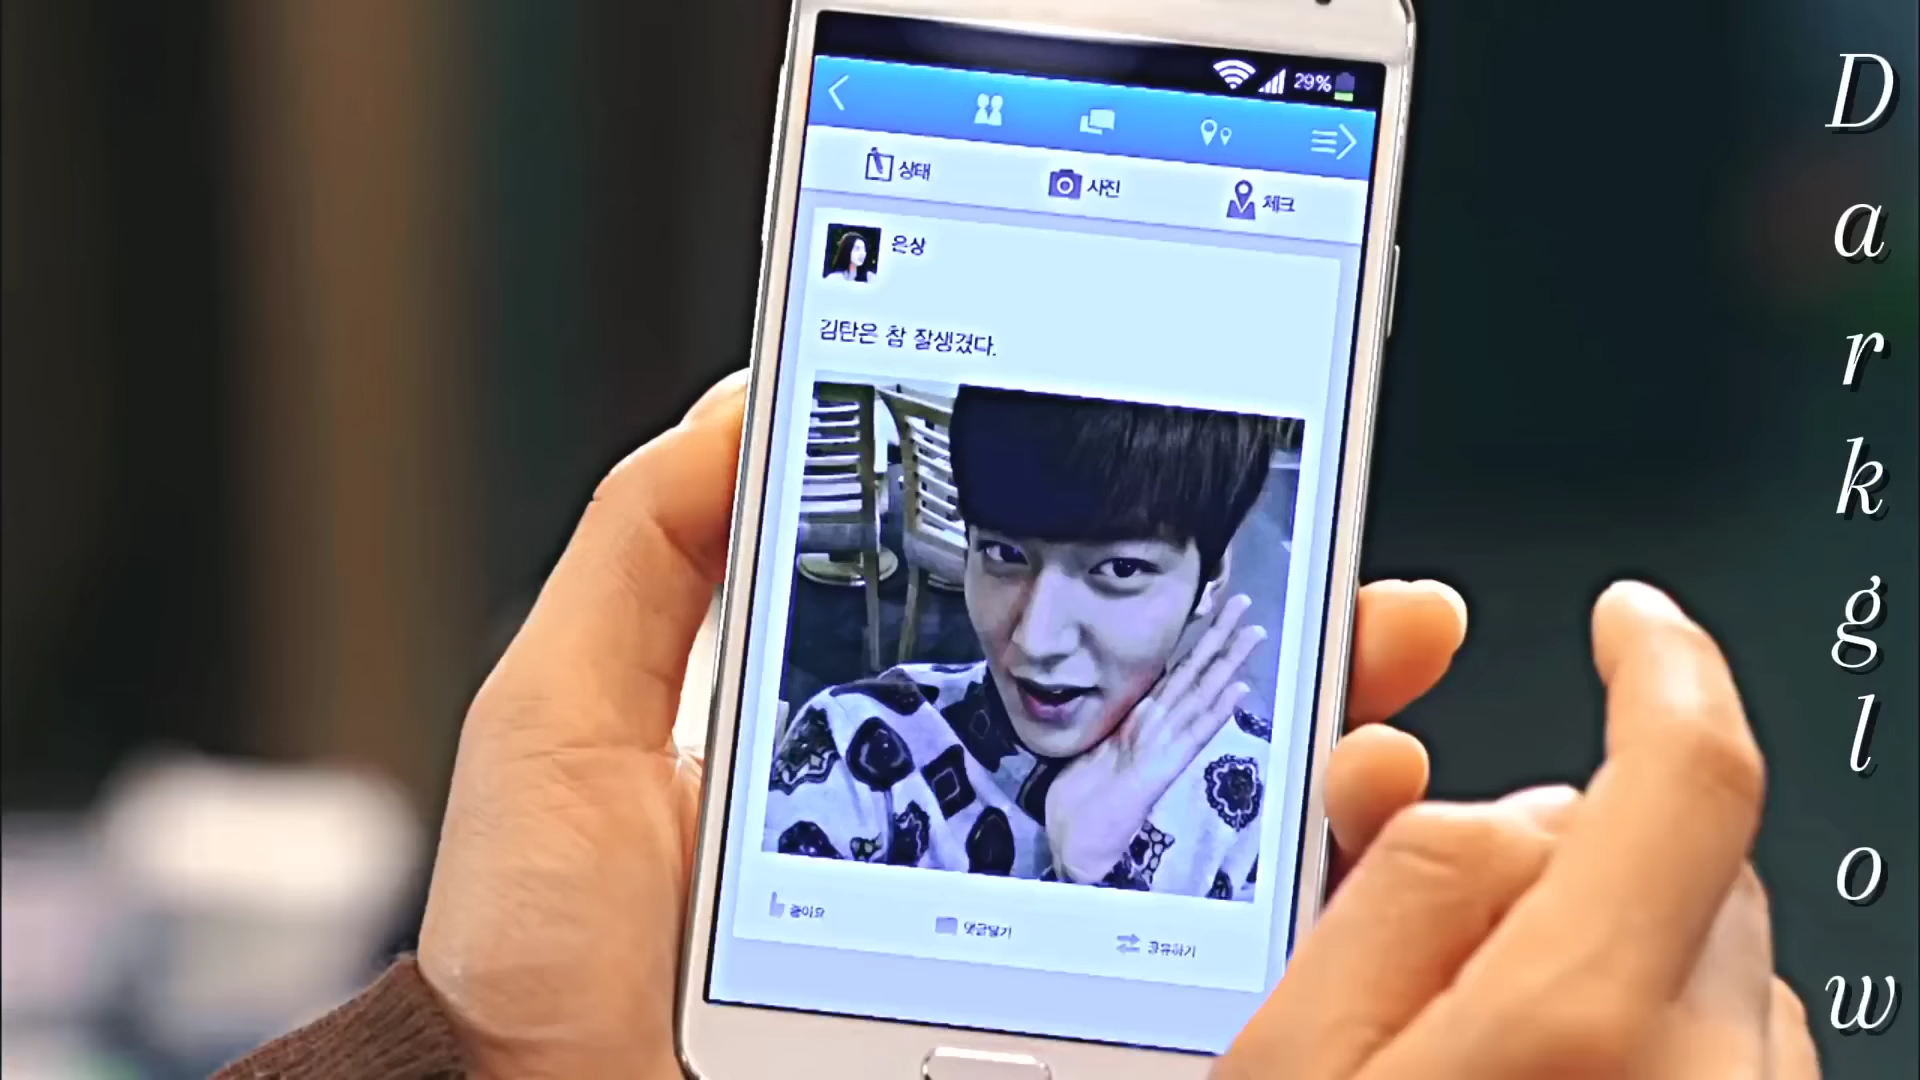 29%
상태
사진
체크
은상
김탄은 참 잘생겼다.
좋아요
댓글달기
공유하기
Darkglow